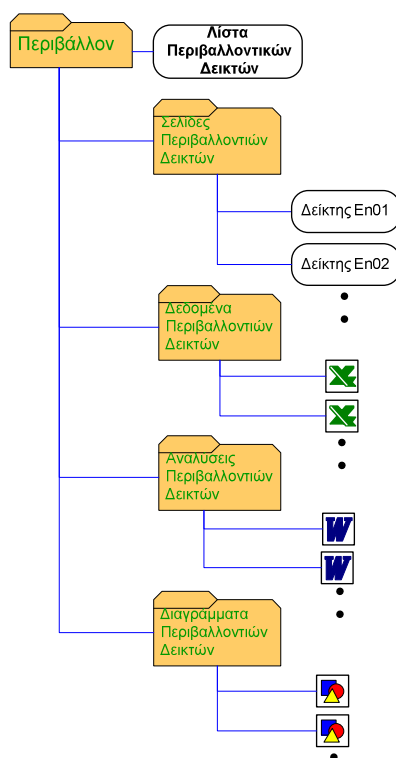 Περιβάλλον
Λίστα
Περιβαλλοντικών
Δεικτών
Σελίδες
Περιβαλλοντιών
Δεικτών
Δείκτης En01
Δείκτης En02
Δεδομένα
Περιβαλλοντιών
Δεικτών
Αναλύσεις
Περιβαλλοντιών
Δεικτών
W
W
Διαγράμματα
Περιβαλλοντιών
Δεικτών